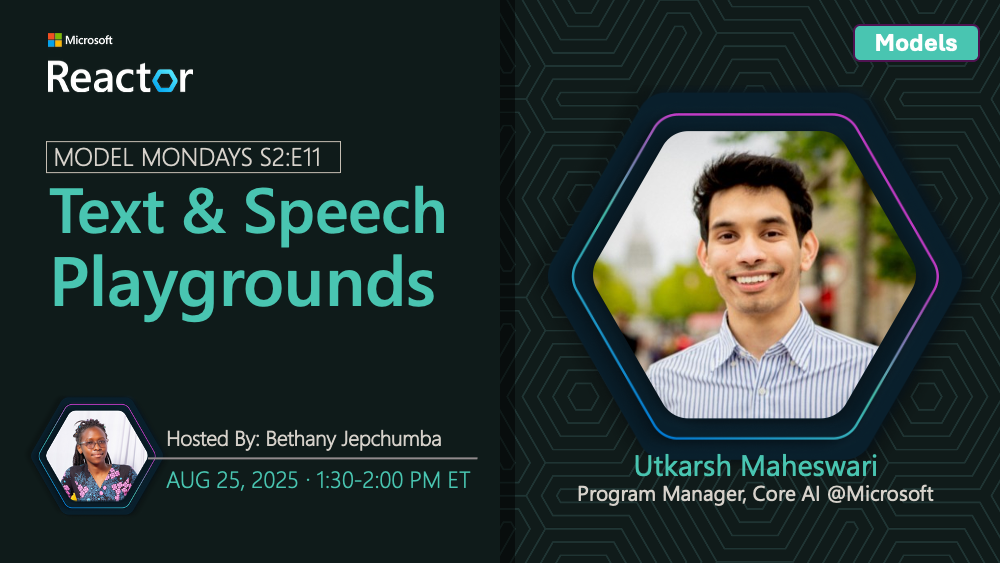 Microsoft
Reactor
MODEL MONDAYS S2:E11
Text & Speech
Playgrounds
Hosted By: Bethany Jepchumba
AUG 25, 2025 · 1:30-2:00 PM ET
Models
Utkarsh Maheswari
Program Manager, Core AI @Microsoft